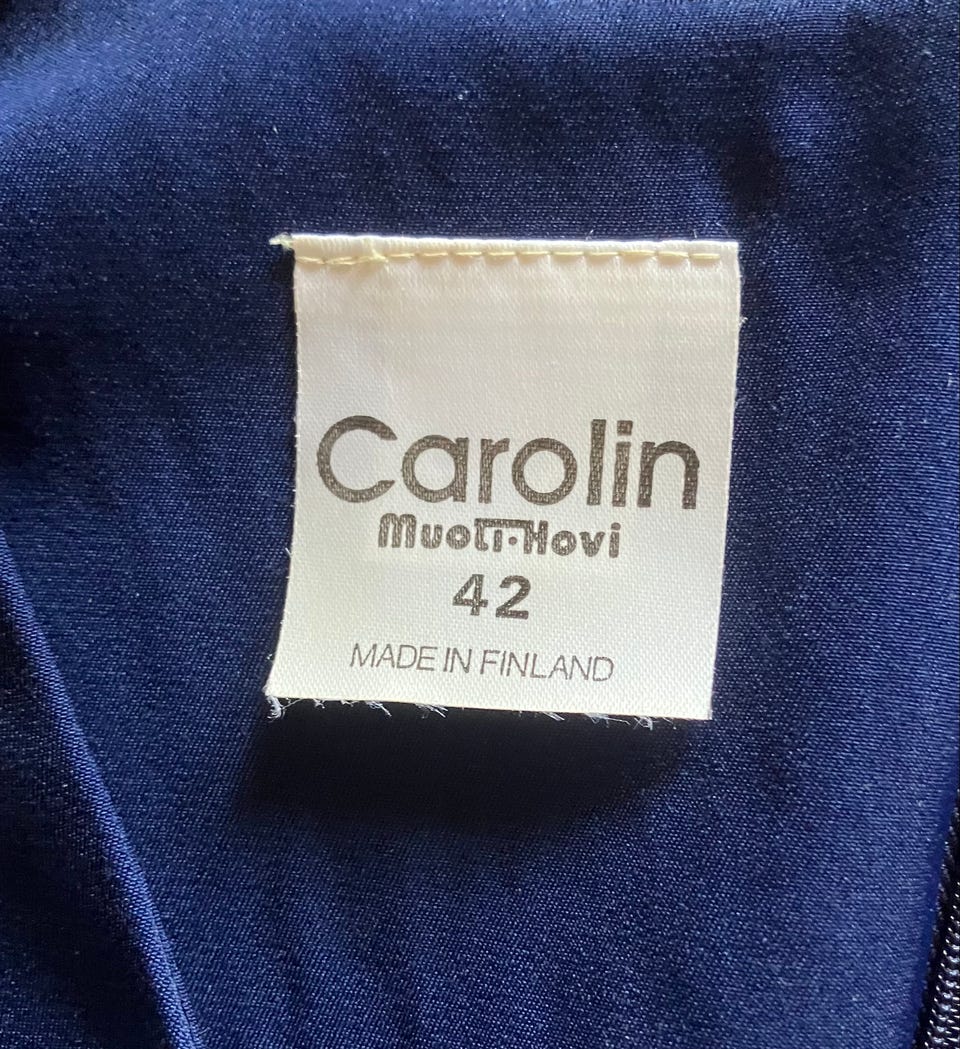 Carolin
Muoti-Hovi
42
MADE IN FINLAND